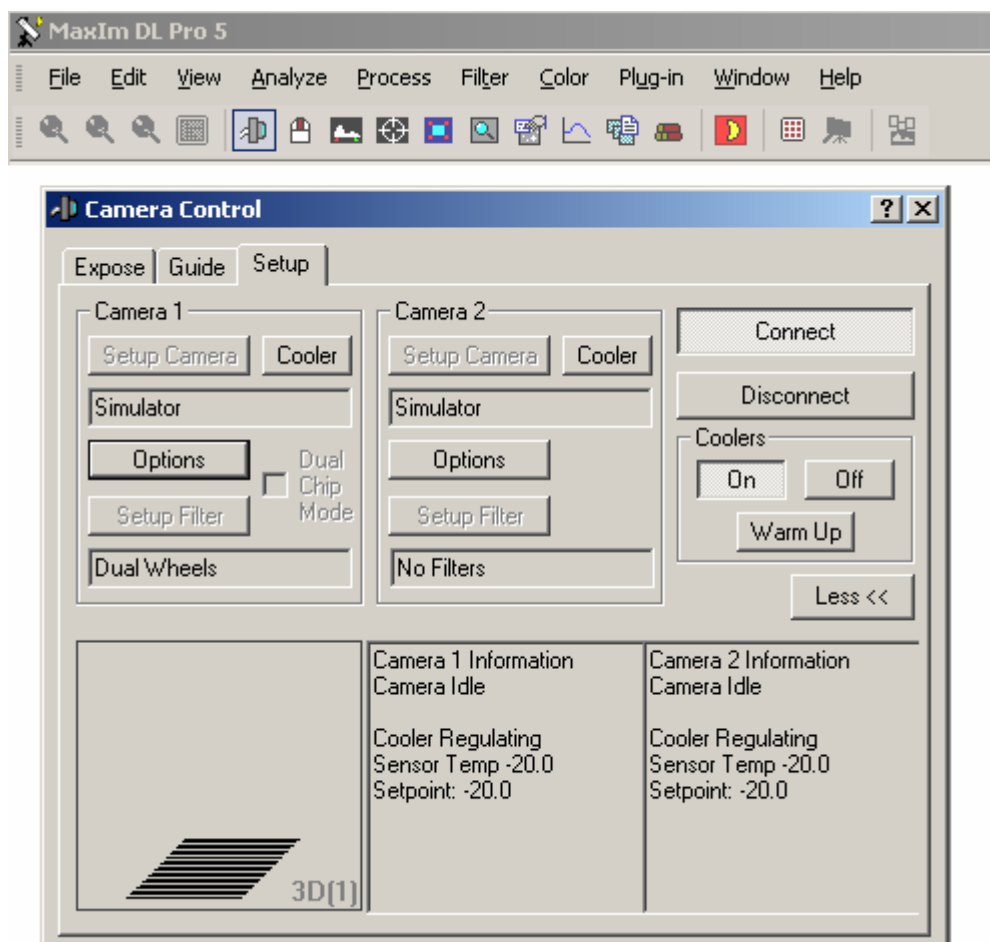 MaxIm DL Pro 5
File Edit View Analyze Process Filter Color Plug-in Window Help
Camera Control
Expose Guide Setup
Camera 1
Setup Camera Cooler
Simulator
Options
Dual
Chip
Mode
Setup Filter
Dual Wheels
Camera 2
Setup Camera Cooler
Simulator
Options
Setup Filter
No Filters
Connect
Disconnect
Coolers
On Off
Warm Up
Less <<
3D(1)
Camera 1 Information
Camera Idle
Cooler Regulating
Sensor Temp -20.0
Setpoint: -20.0
Camera 2 Information
Camera Idle
Cooler Regulating
Sensor Temp -20.0
Setpoint: -20.0